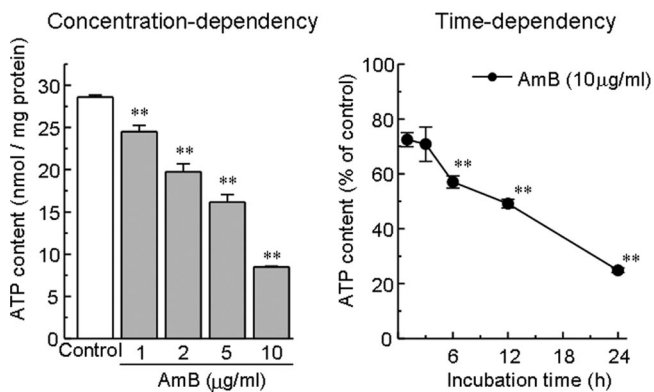 Concentration-dependency
ATP content (nmol / mg protein)
30
25
20
15
10
5
0
**
**
**
**
Control 1 2 5 10
AmB (μg/ml)
Time-dependency
ATP content (% of control)
100
80
60
40
20
0
AmB (10μg/ml)
**
**
**
6 12 18 24
Incubation time (h)